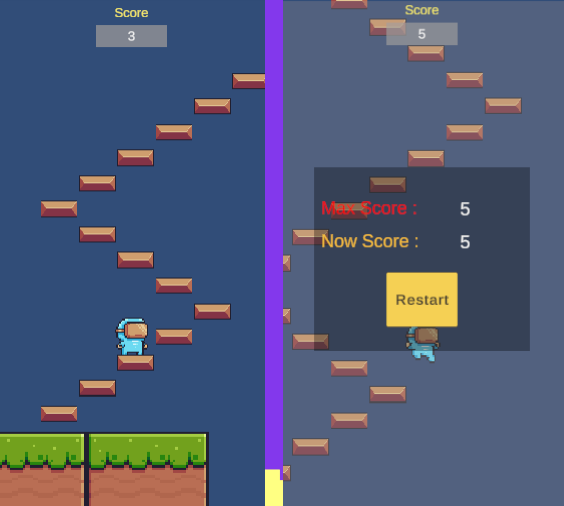 Score
3
Score
5
Max Score : 5
Now Score : 5
Restart